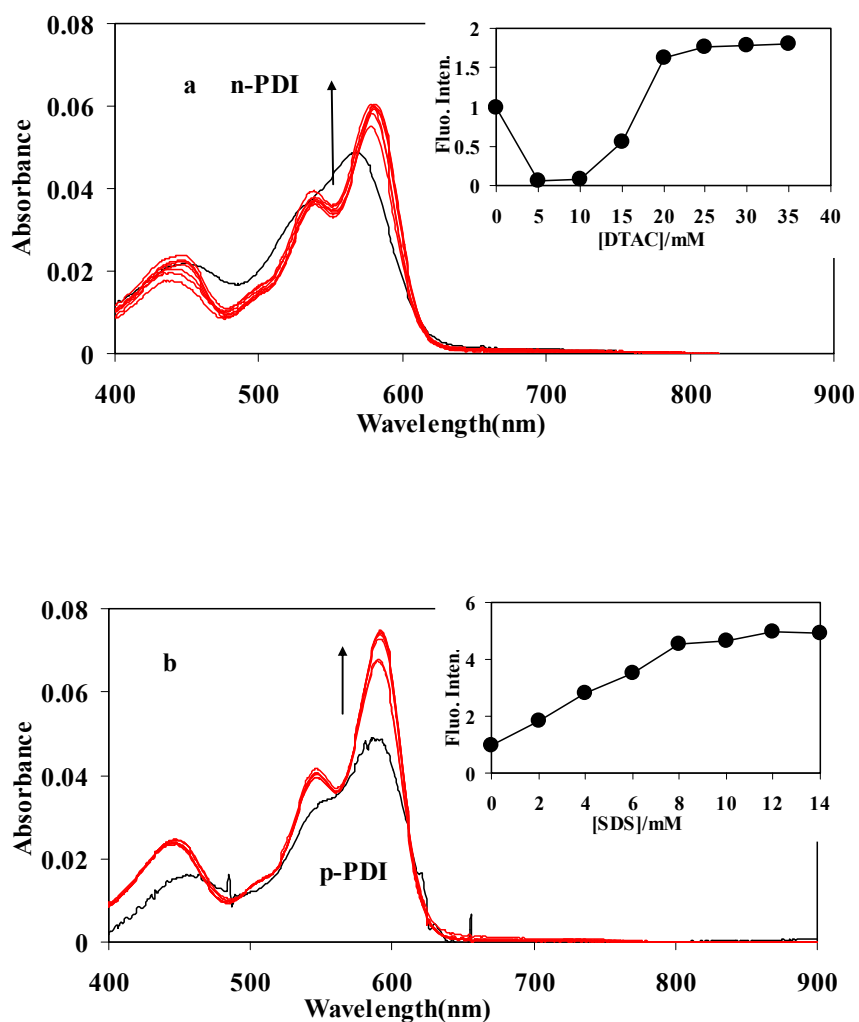 0.08
0.06
0.04
0.02
0
Absorbance
a n-PDI
400 500 600 700 800 900
Wavelength(nm)
2
1.5
1
0.5
0
Fluo. Inten.
0 5 10 15 20 25 30 35 40
[DTAC]/mM
0.08
0.06
0.04
0.02
0
Absorbance
b
p-PDI
400 500 600 700 800 900
Wavelength(nm)
6
4
2
0
Fluo. Inten.
0 2 4 6 8 10 12 14
[SDS]/mM